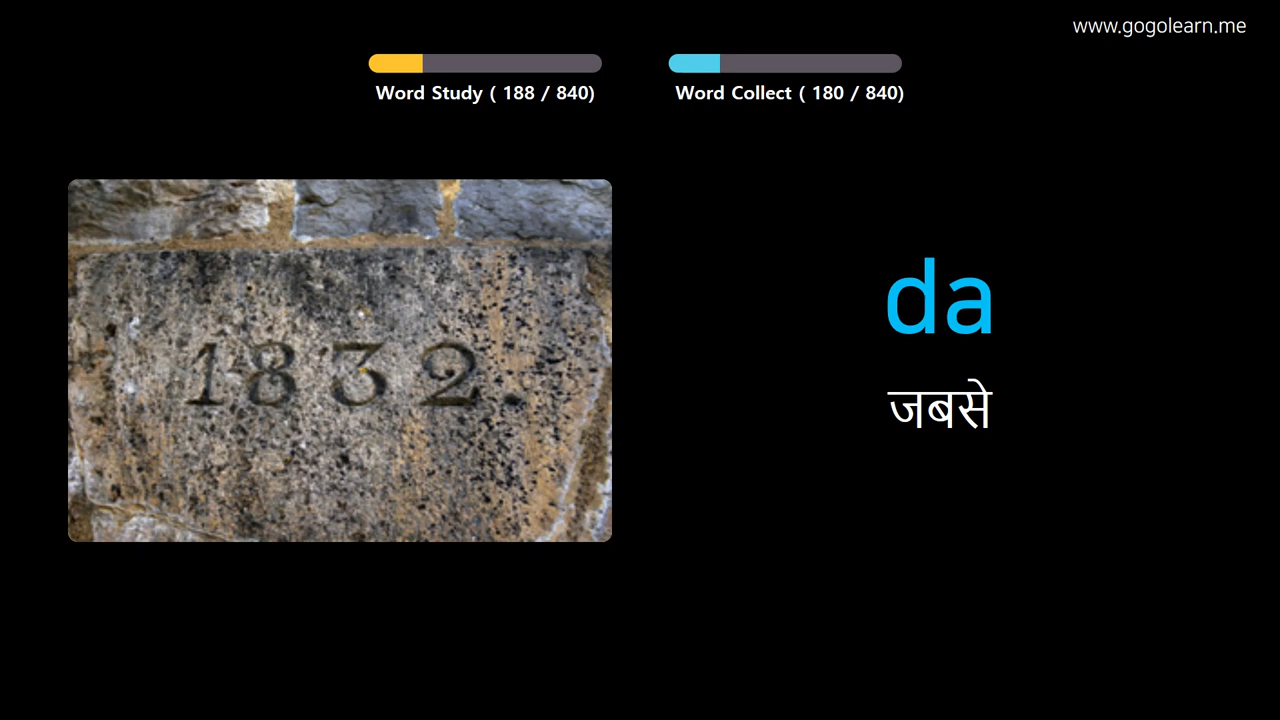 www.gogolearn.me
Word Study ( 188 / 840)
Word Collect ( 180 / 840)
1832
da
जबसे